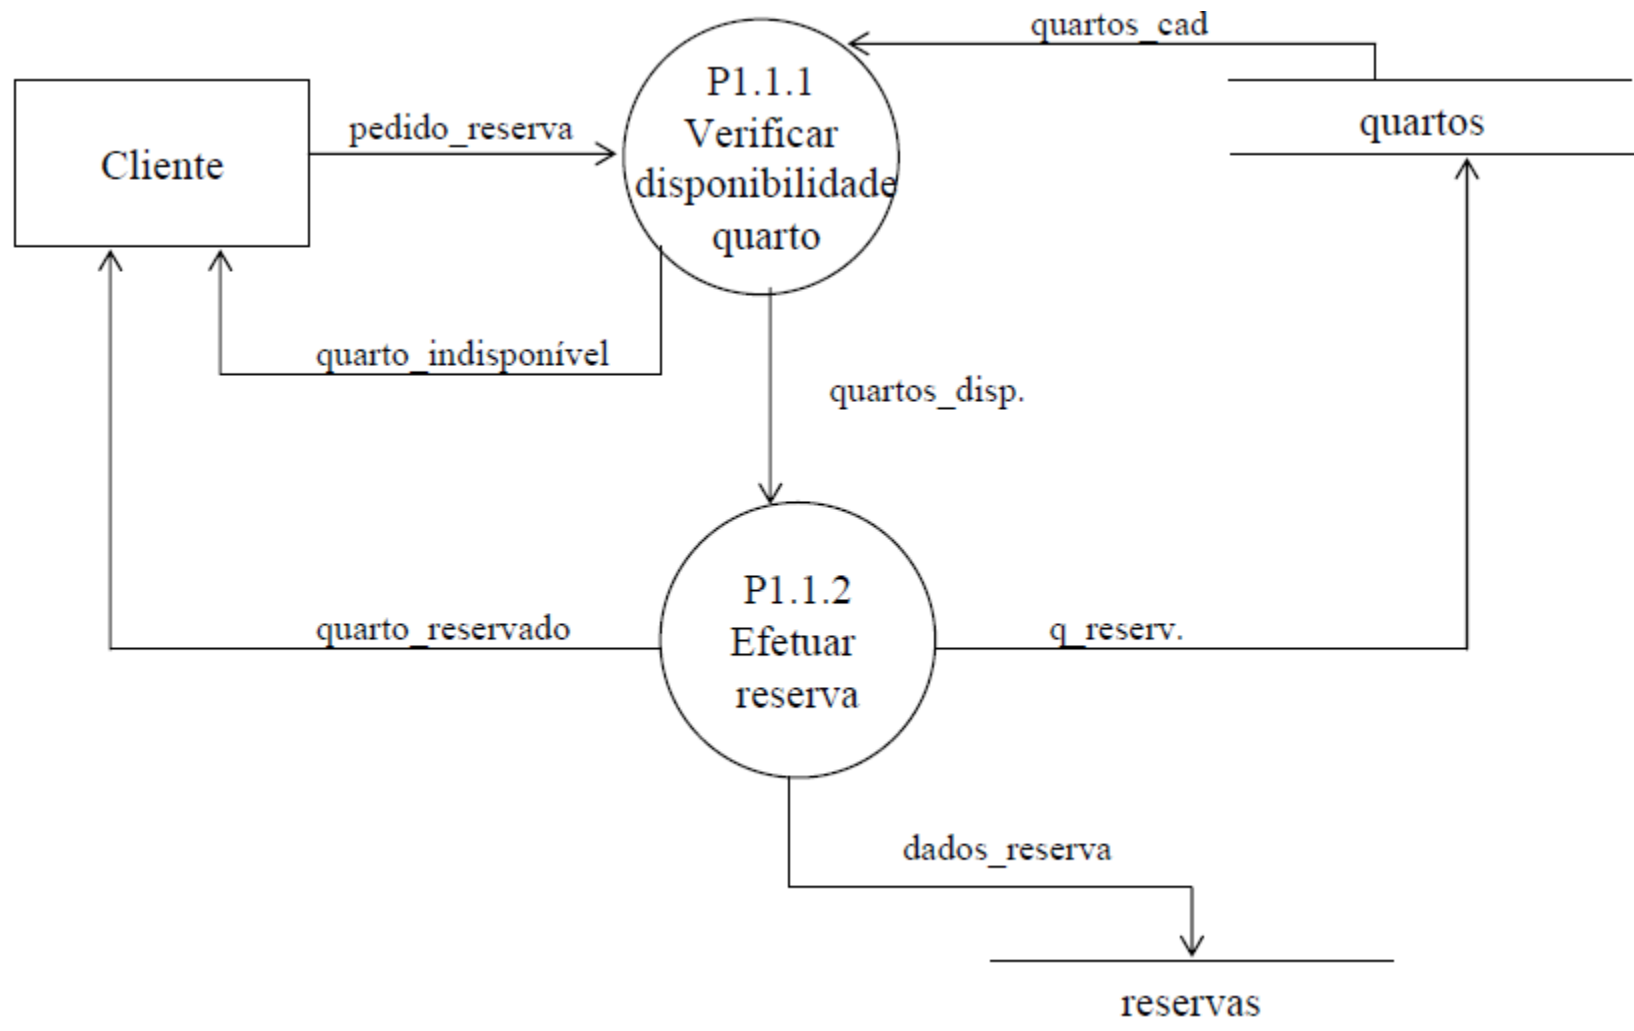 quartos_cad
P1.1.1
Verificar
disponibilidade
quarto
quartos
pedido_reserva
Cliente
quarto_indisponível
quartos_disp.
P1.1.2
Efetuar
reserva
quarto_reservado
q_reserv.
dados_reserva
reservas